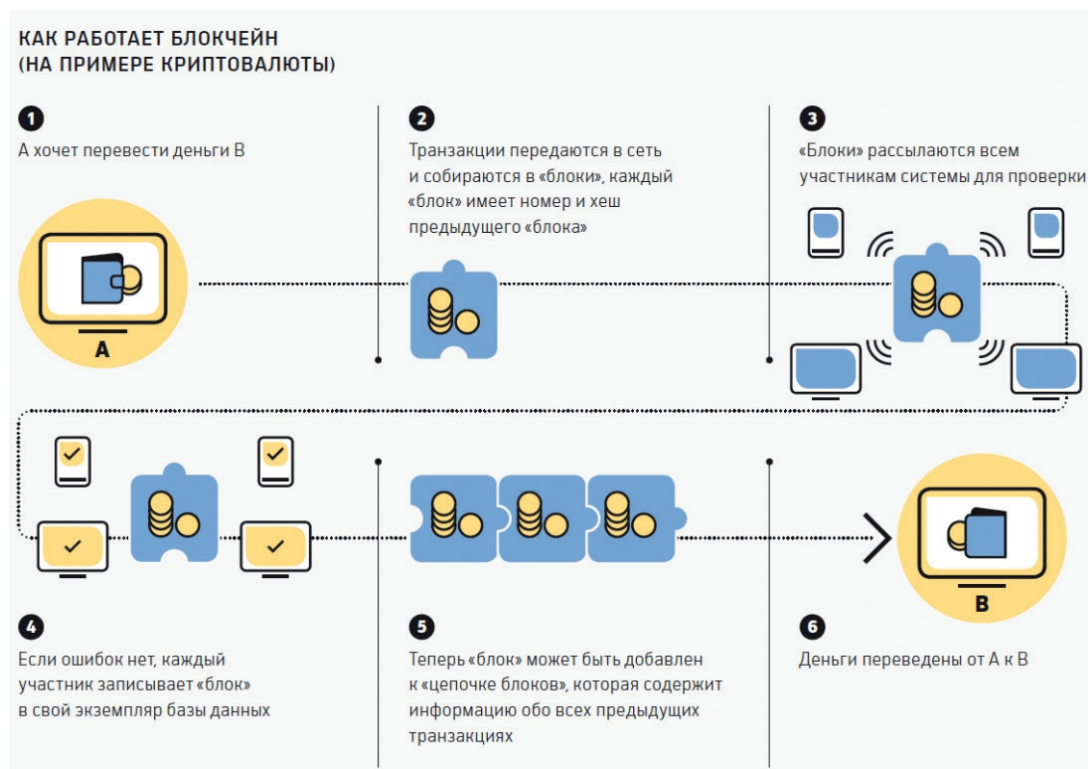 КАК РАБОТАЕТ БЛОКЧЕЙН
(НА ПРИМЕРЕ КРИПТОВАЛЮТЫ)
1
А хочет перевести деньги В
A
2
Транзакции передаются в сеть
и собираются в «блоки», каждый
«блок» имеет номер и хеш
предыдущего «блока»
3
«Блоки» рассылаются всем
участникам системы для проверки
4
Если ошибок нет, каждый
участник записывает «блок»
в свой экземпляр базы данных
5
Теперь «блок» может быть добавлен
к «цепочке блоков», которая содержит
информацию обо всех предыдущих
транзакциях
B
6
Деньги переведены от А к В